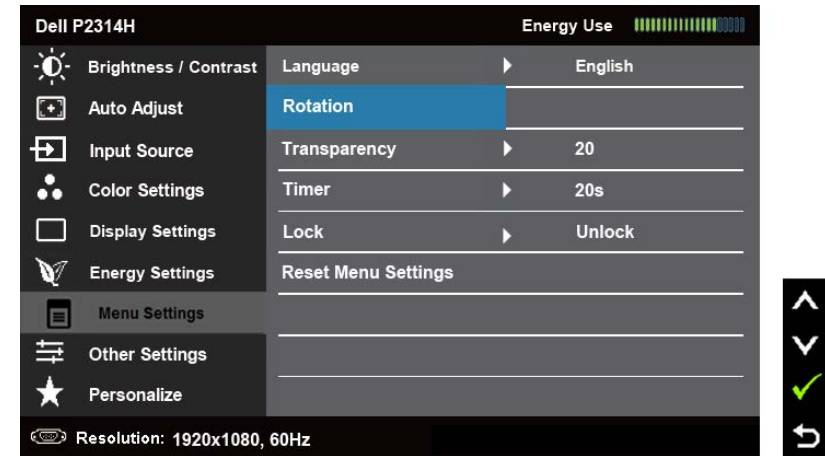 Dell P2314H Energy Use
Brightness / Contrast Language English
Auto Adjust Rotation
Input Source Transparency 20
Color Settings Timer 20s
Display Settings Lock Unlock
Energy Settings Reset Menu Settings
Menu Settings
Other Settings
Personalize
Resolution: 1920x1080, 60Hz